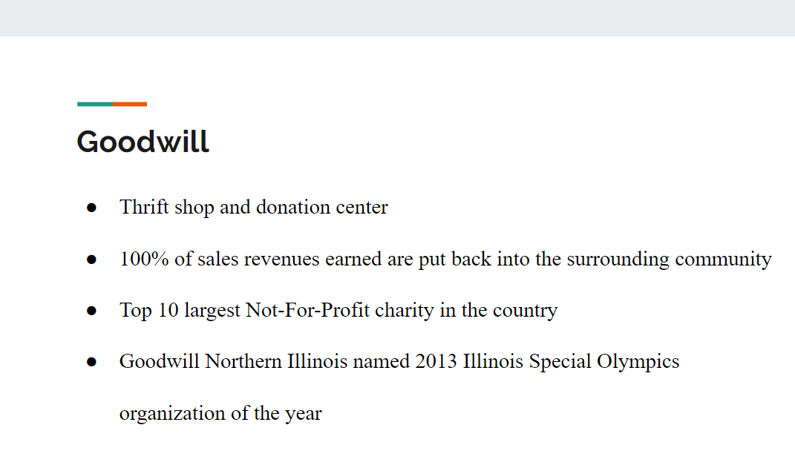 Goodwill
● Thrift shop and donation center
● 100% of sales revenues earned are put back into the surrounding community
● Top 10 largest Not-For-Profit charity in the country
● Goodwill Northern Illinois named 2013 Illinois Special Olympics
organization of the year